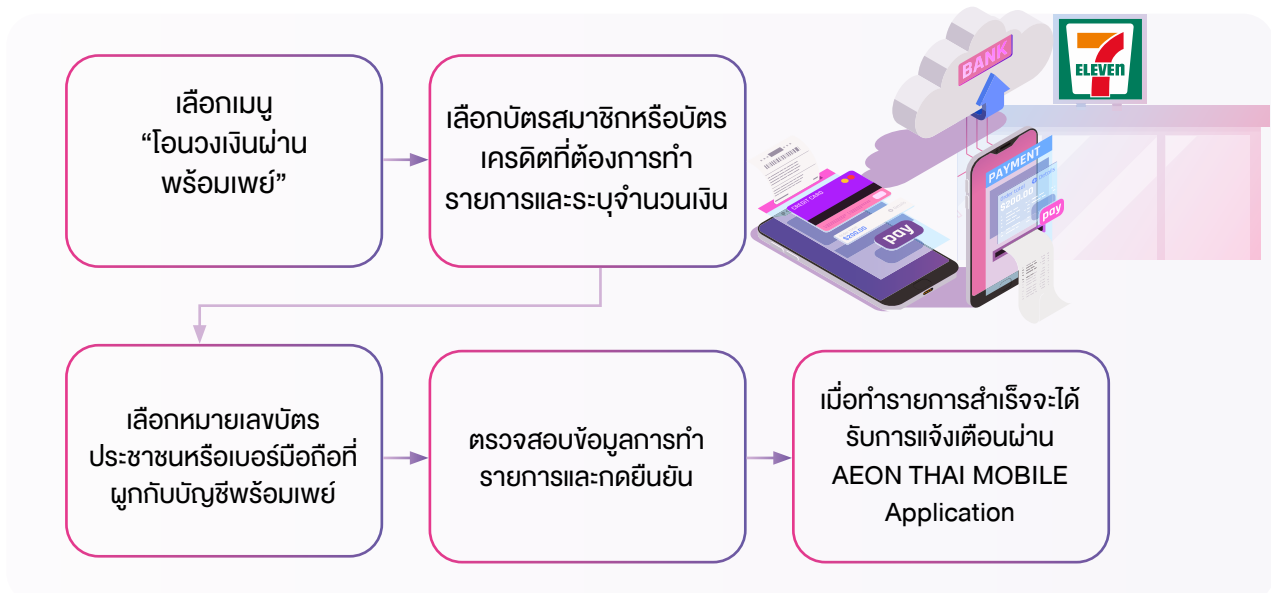 เลือกเมนู
“โอนวงเงินผ่าน
พร้อมเพย์”
เลือกบัตรสมาชิกหรือบัตร
เครดิตที่ต้องการทำ
รายการและระบุจำนวนเงิน
BANK
7
ELEVEn
CREDIT CARD
$200.00
pay
PAYMENT
$200.00
pay
เลือกหมายเลขบัตร
ประชาชนหรือเบอร์มือถือที่
ผูกกับบัญชีพร้อมเพย์
ตรวจสอบข้อมูลการทำ
รายการและกดยืนยัน
เมื่อทำรายการสำเร็จจะได้
รับการแจ้งเตือนผ่าน
AEON THAI MOBILE
Application